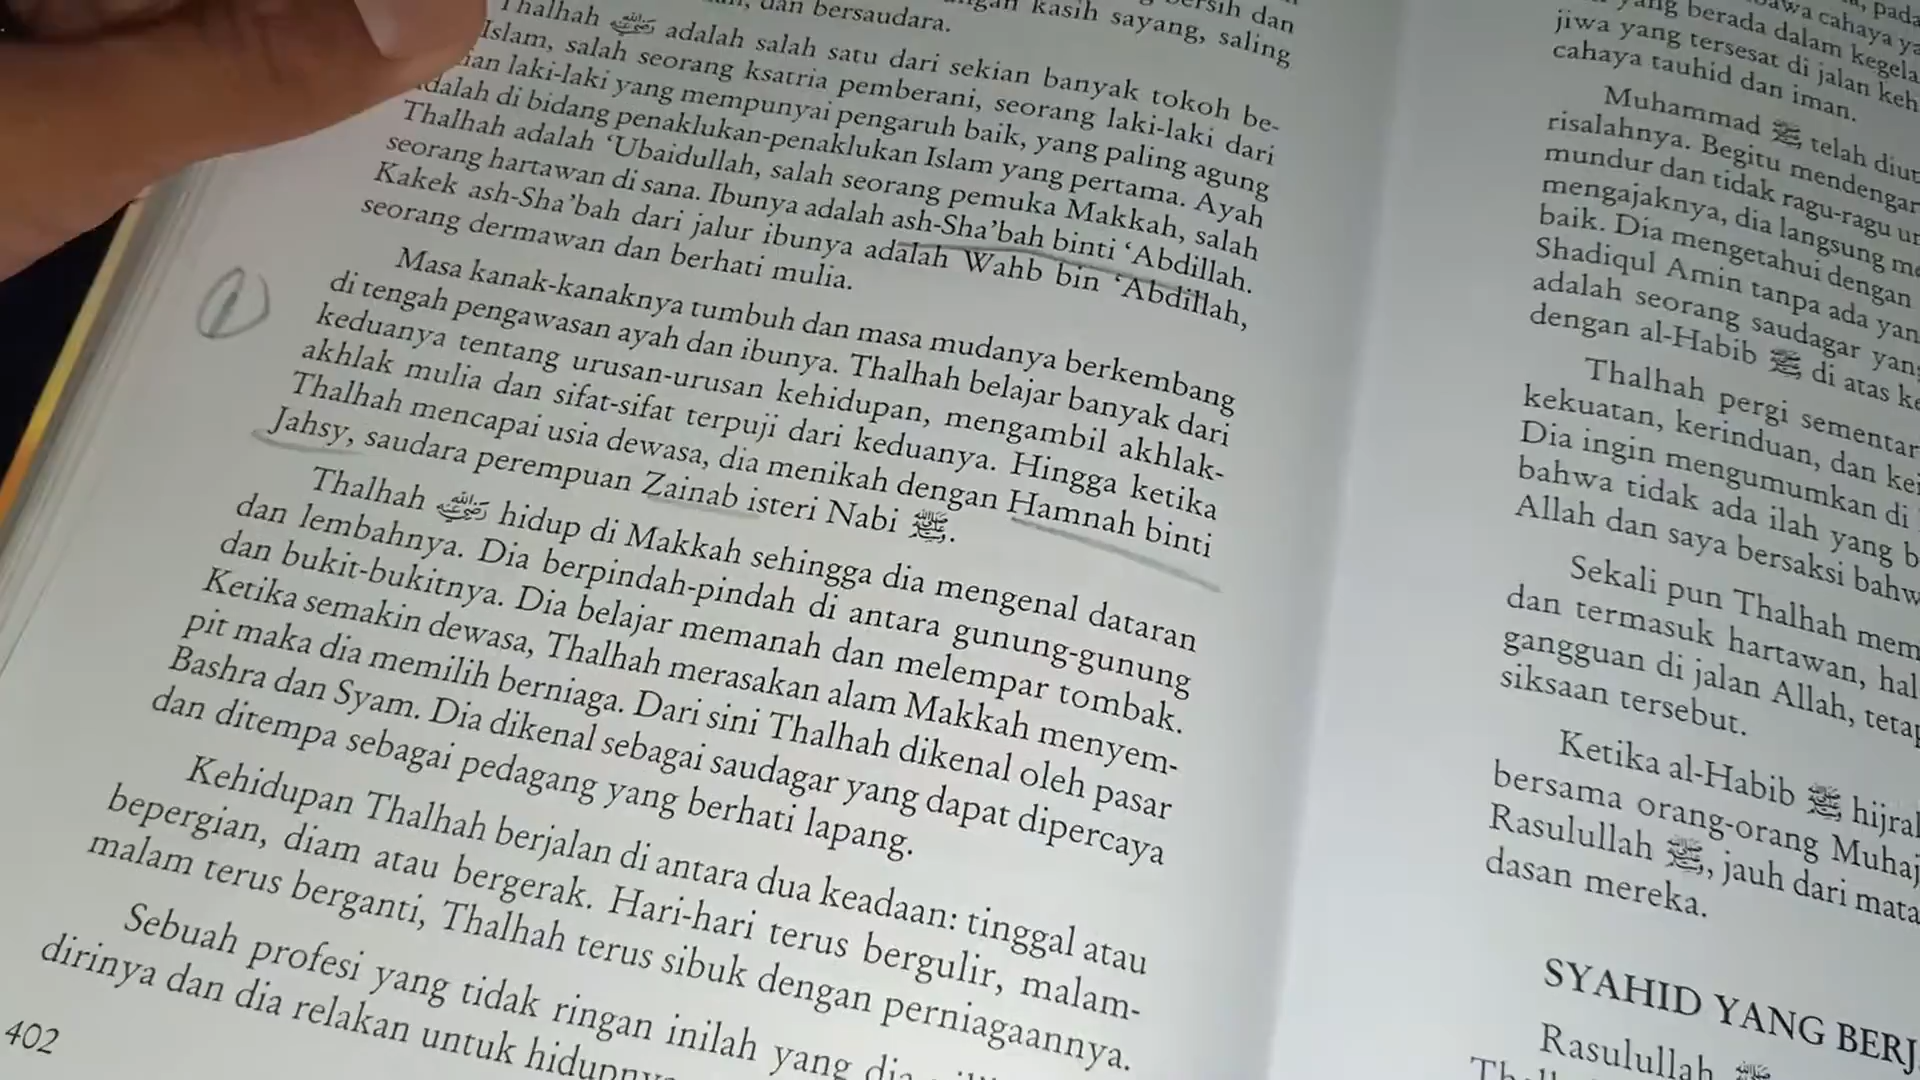 bersih dan
kasih sayang, saling
dan bersaudara.
Thalhah رضي الله عنه adalah salah satu dari sekian banyak tokoh be-
Islam, salah seorang ksatria pemberani, seorang laki-laki dari
laki-laki yang mempunyai pengaruh baik, yang paling agung
adalah di bidang penaklukan-penaklukan Islam yang pertama. Ayah
Thalhah adalah ‘Ubaidullah, salah seorang pemuka Makkah, salah
seorang hartawan di sana. Ibunya adalah ash-Sha’bah binti ‘Abdillah.
Kakek ash-Sha’bah dari jalur ibunya adalah Wahb bin ‘Abdillah,
seorang dermawan dan berhati mulia.
Masa kanak-kanaknya tumbuh dan masa mudanya berkembang
di tengah pengawasan ayah dan ibunya. Thalhah belajar banyak dari
keduanya tentang urusan-urusan kehidupan, mengambil akhlak-
akhlak mulia dan sifat-sifat terpuji dari keduanya. Hingga ketika
Thalhah mencapai usia dewasa, dia menikah dengan Hamnah binti
Jahsy, saudara perempuan Zainab isteri Nabi ﷺ.
Thalhah رضي الله عنه hidup di Makkah sehingga dia mengenal dataran
dan lembahnya. Dia berpindah-pindah di antara gunung-gunung
dan bukit-bukitnya. Dia belajar memanah dan melempar tombak.
Ketika semakin dewasa, Thalhah merasakan alam Makkah menyem-
pit maka dia memilih berniaga. Dari sini Thalhah dikenal oleh pasar
Bashra dan Syam. Dia dikenal sebagai saudagar yang dapat dipercaya
dan ditempa sebagai pedagang yang berhati lapang.
Kehidupan Thalhah berjalan di antara dua keadaan: tinggal atau
bepergian, diam atau bergerak. Hari-hari terus bergulir, malam-
malam terus berganti, Thalhah terus sibuk dengan perniagaannya.
Sebuah profesi yang tidak ringan inilah yang
dirinya dan dia relakan untuk
402
1
cahaya
yang berada dalam
jiwa yang tersesat di jalan
cahaya tauhid dan iman.
Muhammad ﷺ telah
risalahnya. Begitu
mundur dan tidak ragu-ragu
mengajaknya, dia langsung
baik. Dia mengetahui dengan
Shadiqul Amin tanpa ada
adalah seorang saudagar
dengan al-Habib ﷺ di atas
Thalhah pergi
kekuatan, kerinduan, dan
Dia ingin mengumumkan di
bahwa tidak ada ilah yang
Allah dan saya bersaksi
Sekali pun Thalhah
dan termasuk hartawan,
gangguan di jalan Allah,
siksaan tersebut.
Ketika al-Habib ﷺ
bersama orang-orang
Rasulullah ﷺ, jauh dari
dasan mereka.
SYAHID YANG
Rasulullah ﷺ